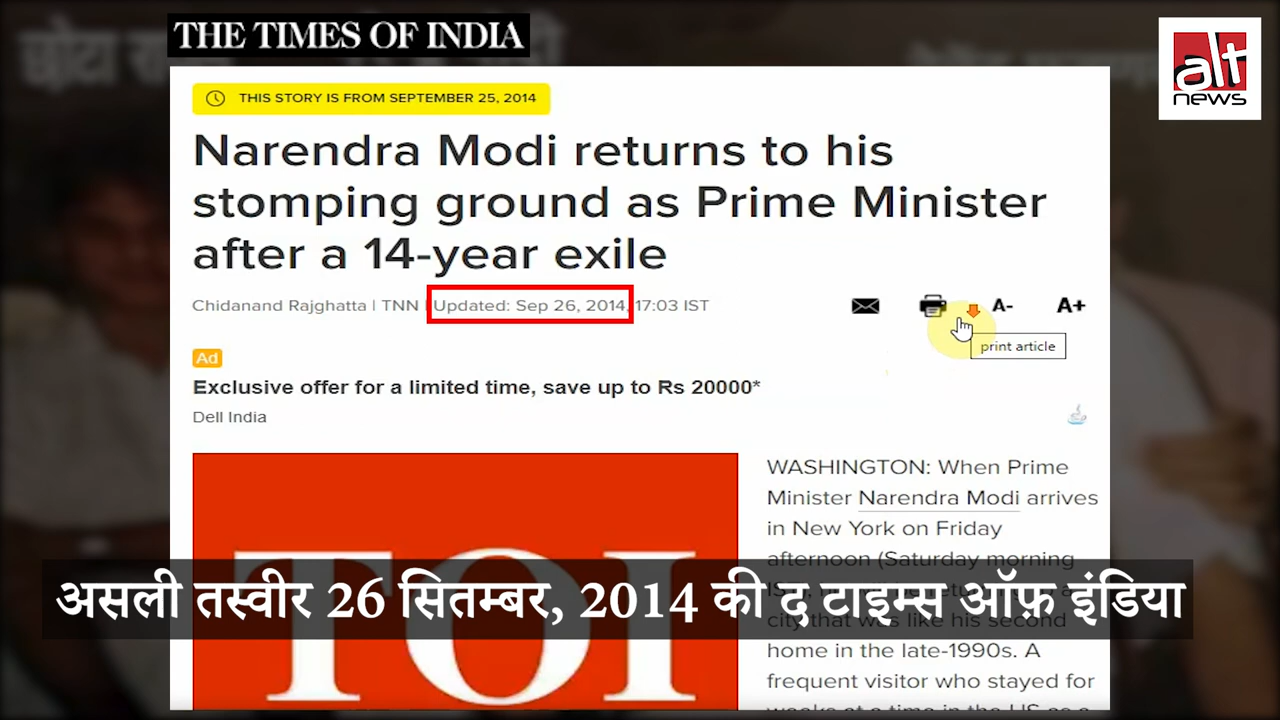 THE TIMES OF INDIA
alt
news
THIS STORY IS FROM SEPTEMBER 25, 2014
Narendra Modi returns to his
stomping ground as Prime Minister
after a 14-year exile
Chidanand Rajghatta | TNN | Updated: Sep 26, 2014, 17:03 IST
A- A+
print article
Ad
Exclusive offer for a limited time, save up to Rs 20000*
Dell India
TOI
WASHINGTON: When Prime
Minister Narendra Modi arrives
in New York on Friday
afternoon (Saturday morning
city that was like his second
home in the late-1990s. A
frequent visitor who stayed for
असली तस्वीर 26 सितम्बर, 2014 की द टाइम्स ऑफ़ इंडिया